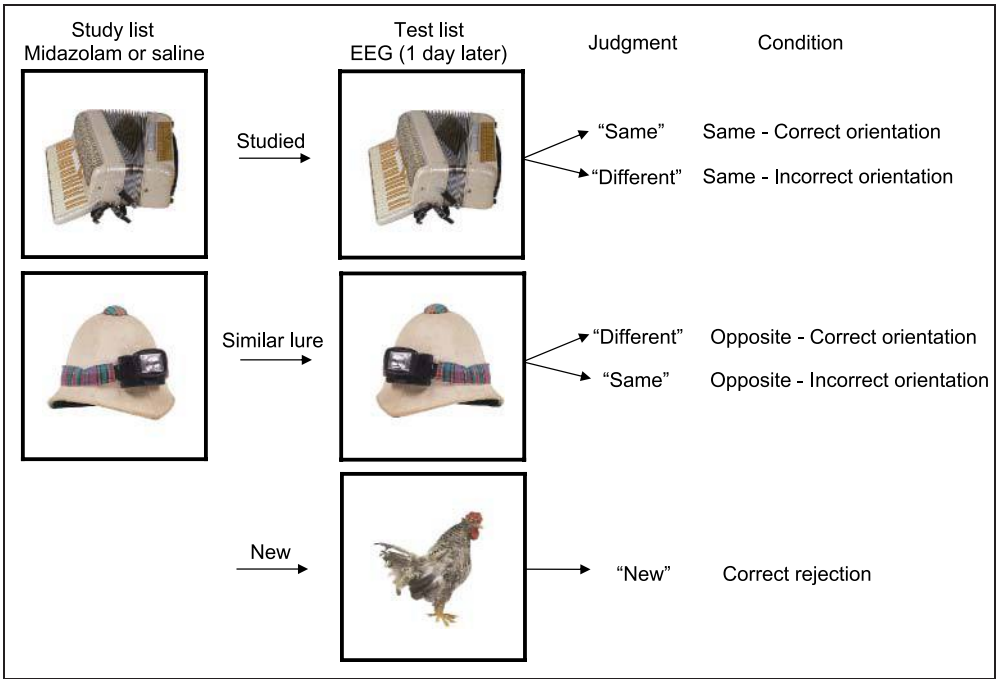 Study list
Midazolam or saline
Test list
EEG (1 day later)
Judgment
Condition
Studied
“Same”
Same - Correct orientation
“Different”
Same - Incorrect orientation
Similar lure
“Different”
Opposite - Correct orientation
“Same”
Opposite - Incorrect orientation
New
“New”
Correct rejection